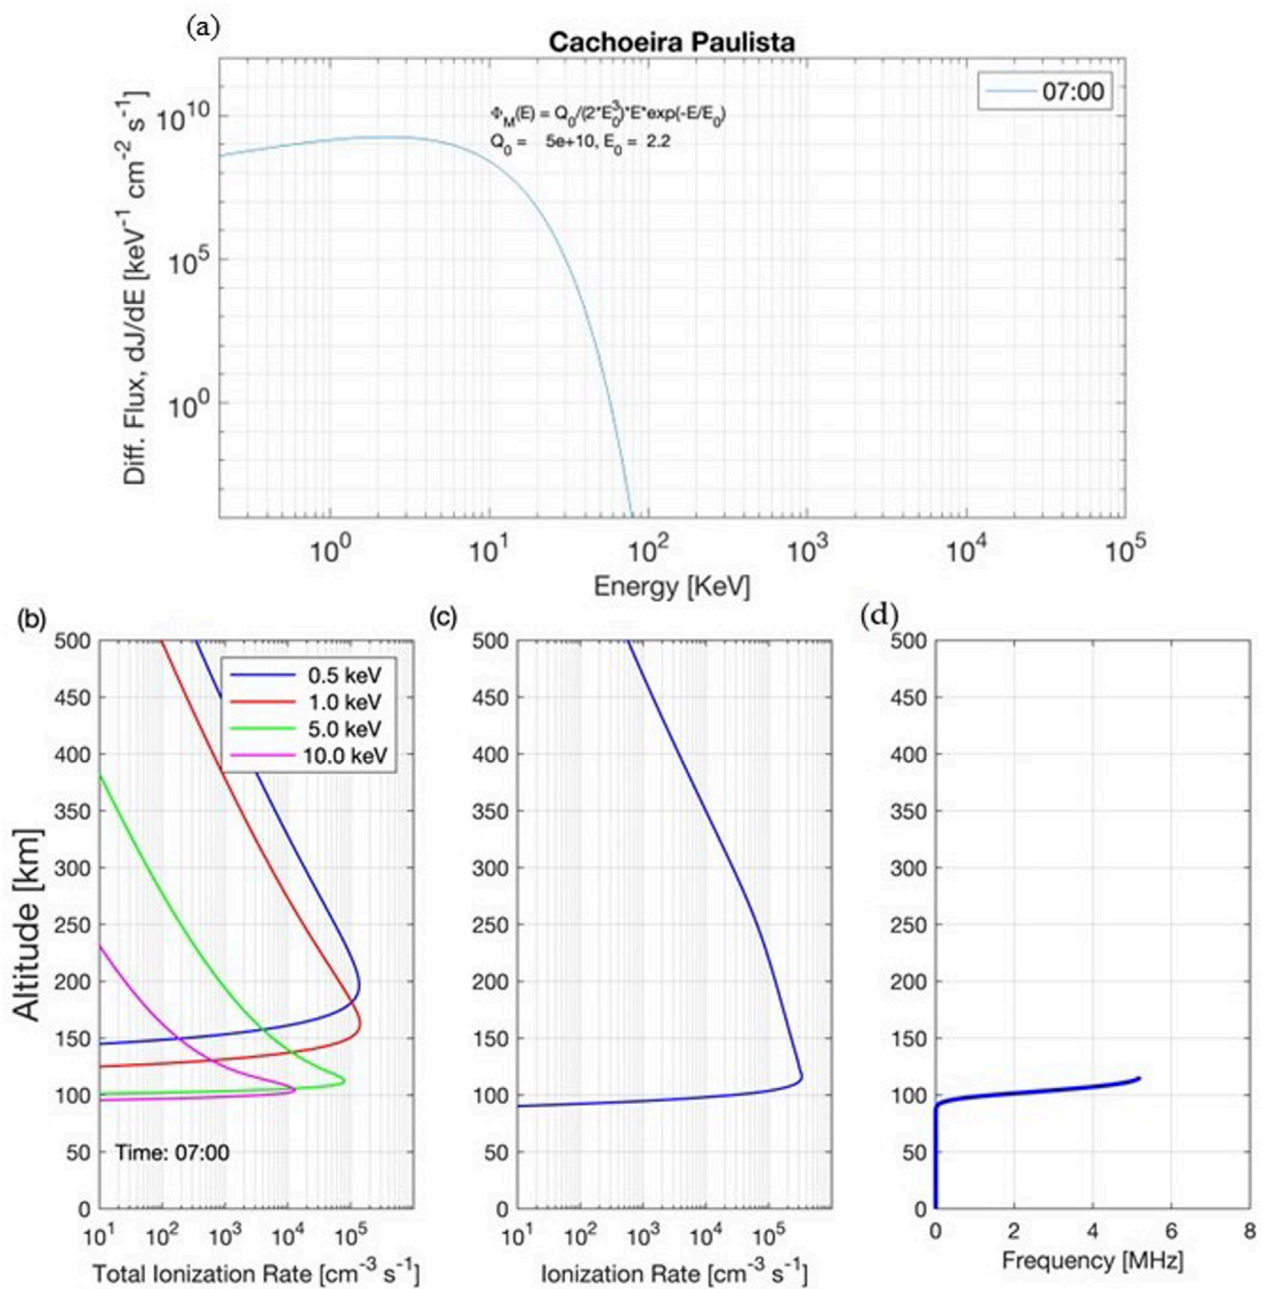 (a)
Cachoeira Paulista
07:00
Φ_M(E) = Q_0/(2*E_0^3)*E*exp(-E/E_0)
Q_0 = 5e+10, E_0 = 2.2
Diff. Flux, dJ/dE [keV^-1 cm^-2 s^-1]
10^10
10^5
10^0
10^0 10^1 10^2 10^3 10^4 10^5
Energy [KeV]
(b)
500
450
400
350
300
250
200
150
100
50
0
Altitude [km]
0.5 keV
1.0 keV
5.0 keV
10.0 keV
Time: 07:00
10^1 10^2 10^3 10^4 10^5
Total Ionization Rate [cm^-3 s^-1]
(c)
500
450
400
350
300
250
200
150
100
50
0
10^1 10^2 10^3 10^4 10^5
Ionization Rate [cm^-3 s^-1]
(d)
500
450
400
350
300
250
200
150
100
50
0
0 2 4 6 8
Frequency [MHz]